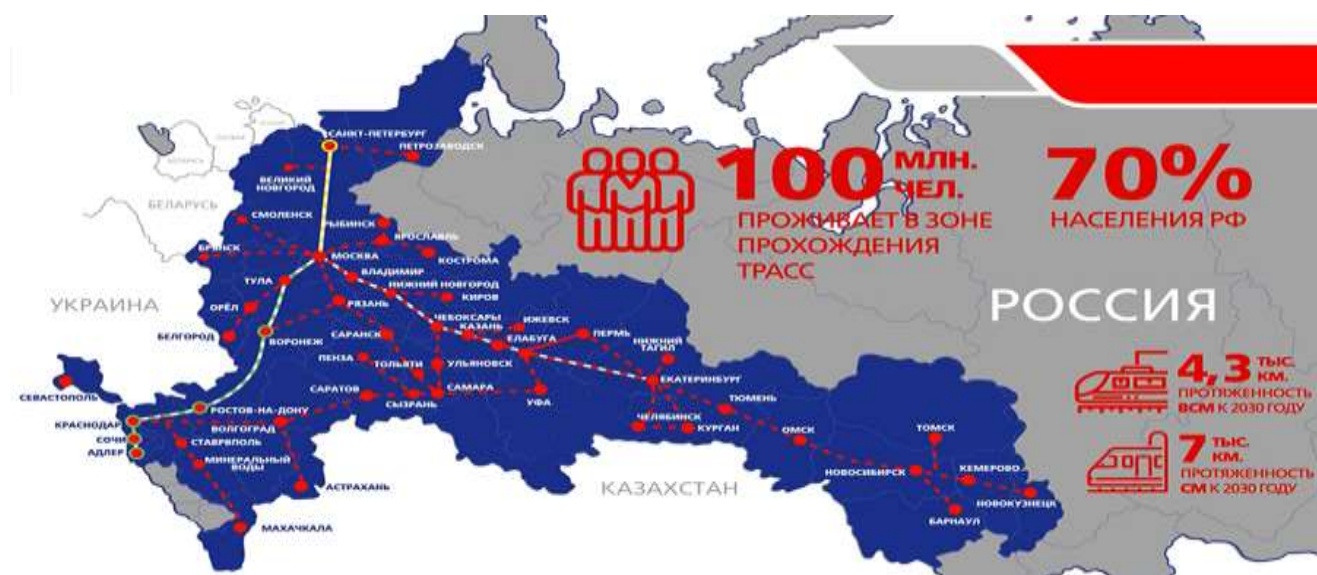 САНКТ-ПЕТЕРБУРГ
ПЕТРОЗАВОДСК
ВЕЛИКИЙ
НОВГОРОД
БЕЛАРУСЬ
СМОЛЕНСК
РЫБИНСК
ЯРОСЛАВЛЬ
БРЯНСК
МОСКВА
КОСТРОМА
ВЛАДИМИР
ТУЛА
НИЖНИЙ НОВГОРОД
КИРОВ
УКРАИНА
ОРЁЛ
РЯЗАНЬ
ЧЕБОКСАРЫ
ИЖЕВСК
КАЗАНЬ
ПЕРМЬ
БЕЛГОРОД
ВОРОНЕЖ
САРАНСК
ЕЛАБУГА
НИЖНИЙ
ТАГИЛ
ПЕНЗА
ТОЛЬЯТИ
УЛЬЯНОВСК
ЕКАТЕРИНБУРГ
САРАТОВ
САМАРА
СЫЗРАНЬ
УФА
СЕВАСТОПОЛЬ
РОСТОВ-НА-ДОНУ
ТЮМЕНЬ
ЧЕЛЯБИНСК
КУРГАН
КРАСНОДАР
ВОЛГОГРАД
ОМСК
ТОМСК
СОЧИ
СТАВРВПОЛЬ
АДЛЕР
МИНЕРАЛЬНЫЙ
ВОДЫ
НОВОСИБИРСК
КЕМЕРОВО
АСТРАХАНЬ
КАЗАХСТАН
НОВОКУЗНЕЦК
БАРНАУЛ
МАХАЧКАЛА
100 МЛН.
ЧЕЛ.
ПРОЖИВАЕТ В ЗОНЕ
ПРОХОЖДЕНИЯ
ТРАСС
70%
НАСЕЛЕНИЯ РФ
РОССИЯ
4,3 ТЫС.
КМ.
ПРОТЯЖЕННОСТЬ
ВСМ К 2030 ГОДУ
7 ТЫС.
КМ.
ПРОТЯЖЕННОСТЬ
СМ К 2030 ГОДУ